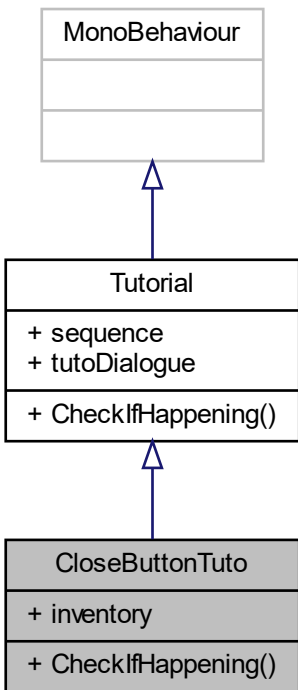 MonoBehaviour
Tutorial
+ sequence
+ tutoDialogue
+ CheckIfHappening()
CloseButtonTuto
+ inventory
+ CheckIfHappening()